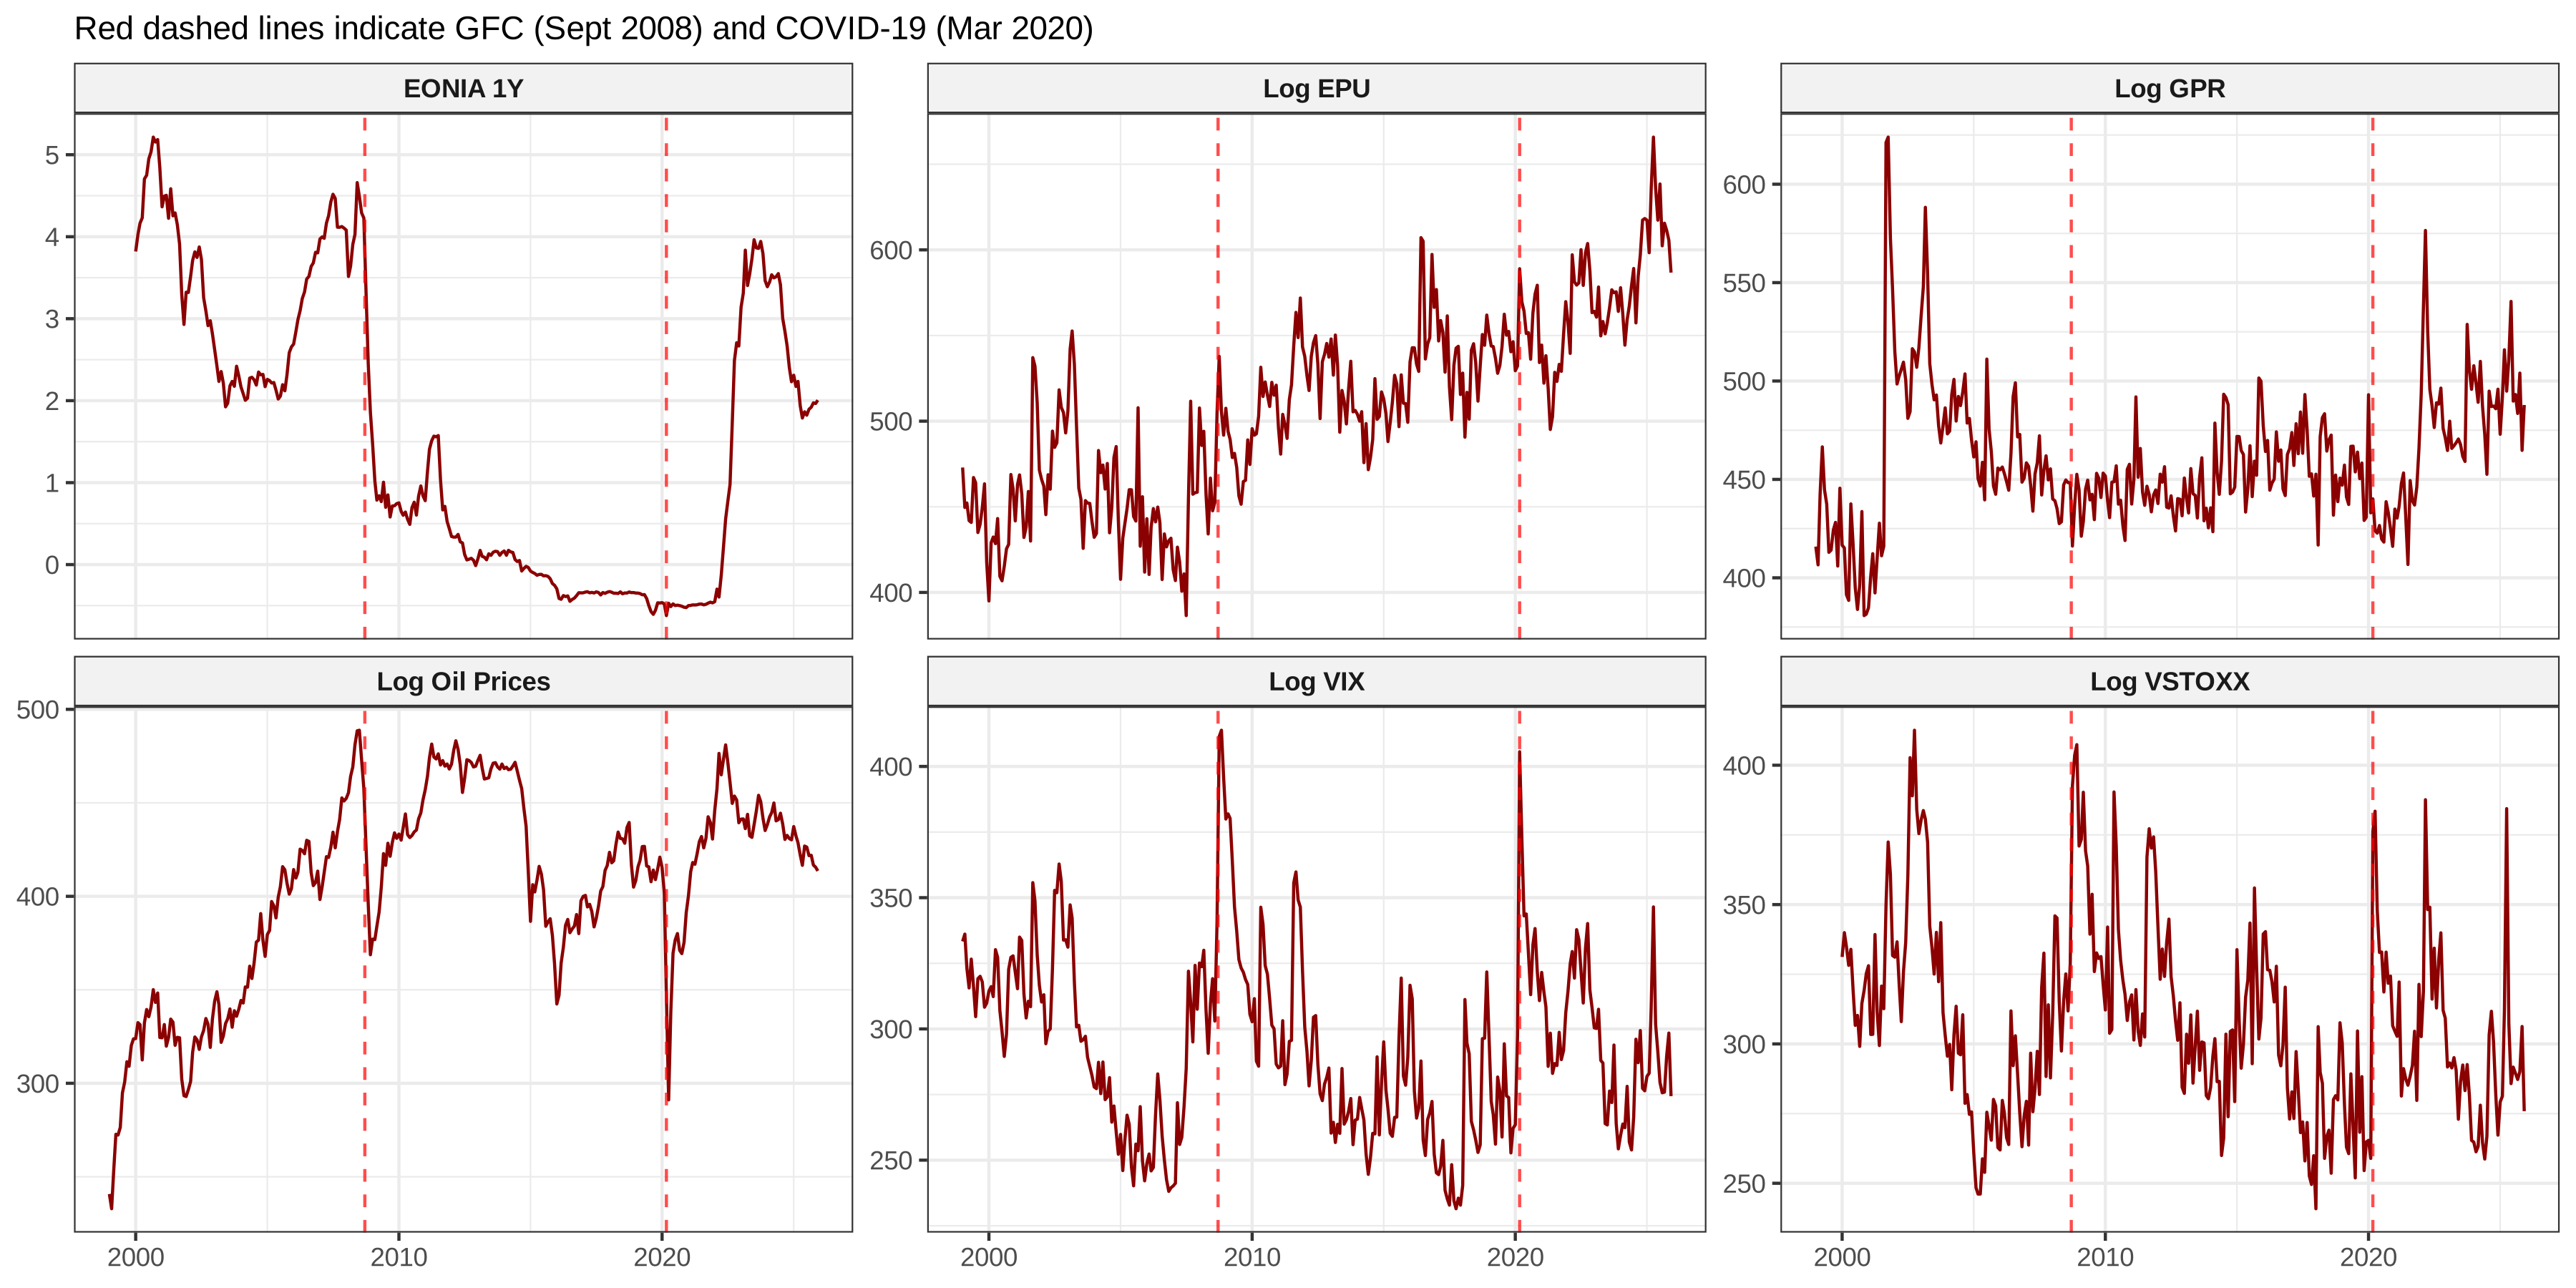 Red dashed lines indicate GFC (Sept 2008) and COVID-19 (Mar 2020)
EONIA 1Y
5
4
3
2
1
0
Log EPU
600
500
400
Log GPR
600
550
500
450
400
Log Oil Prices
500
400
300
2000 2010 2020
Log VIX
400
350
300
250
2000 2010 2020
Log VSTOXX
400
350
300
250
2000 2010 2020